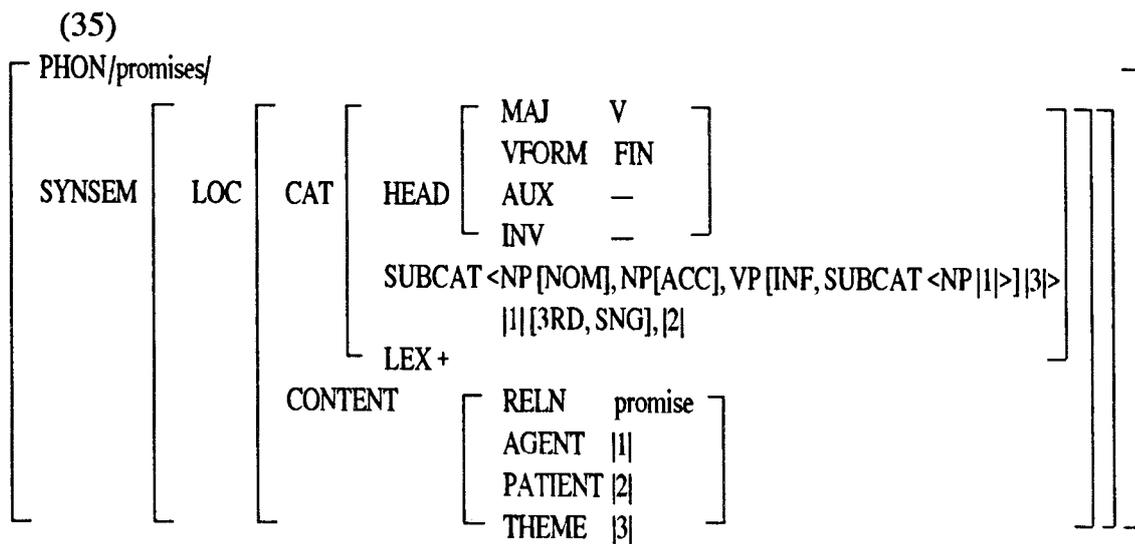 (35)
PHON/promises/
MAJ V
VFORM FIN
SYNSEM LOC CAT HEAD AUX —
INV —
SUBCAT <NP [NOM], NP[ACC], VP [INF, SUBCAT <NP |1|>] |3|>
|1| [3RD, SNG], |2|
LEX +
CONTENT RELN promise
AGENT |1|
PATIENT |2|
THEME |3|